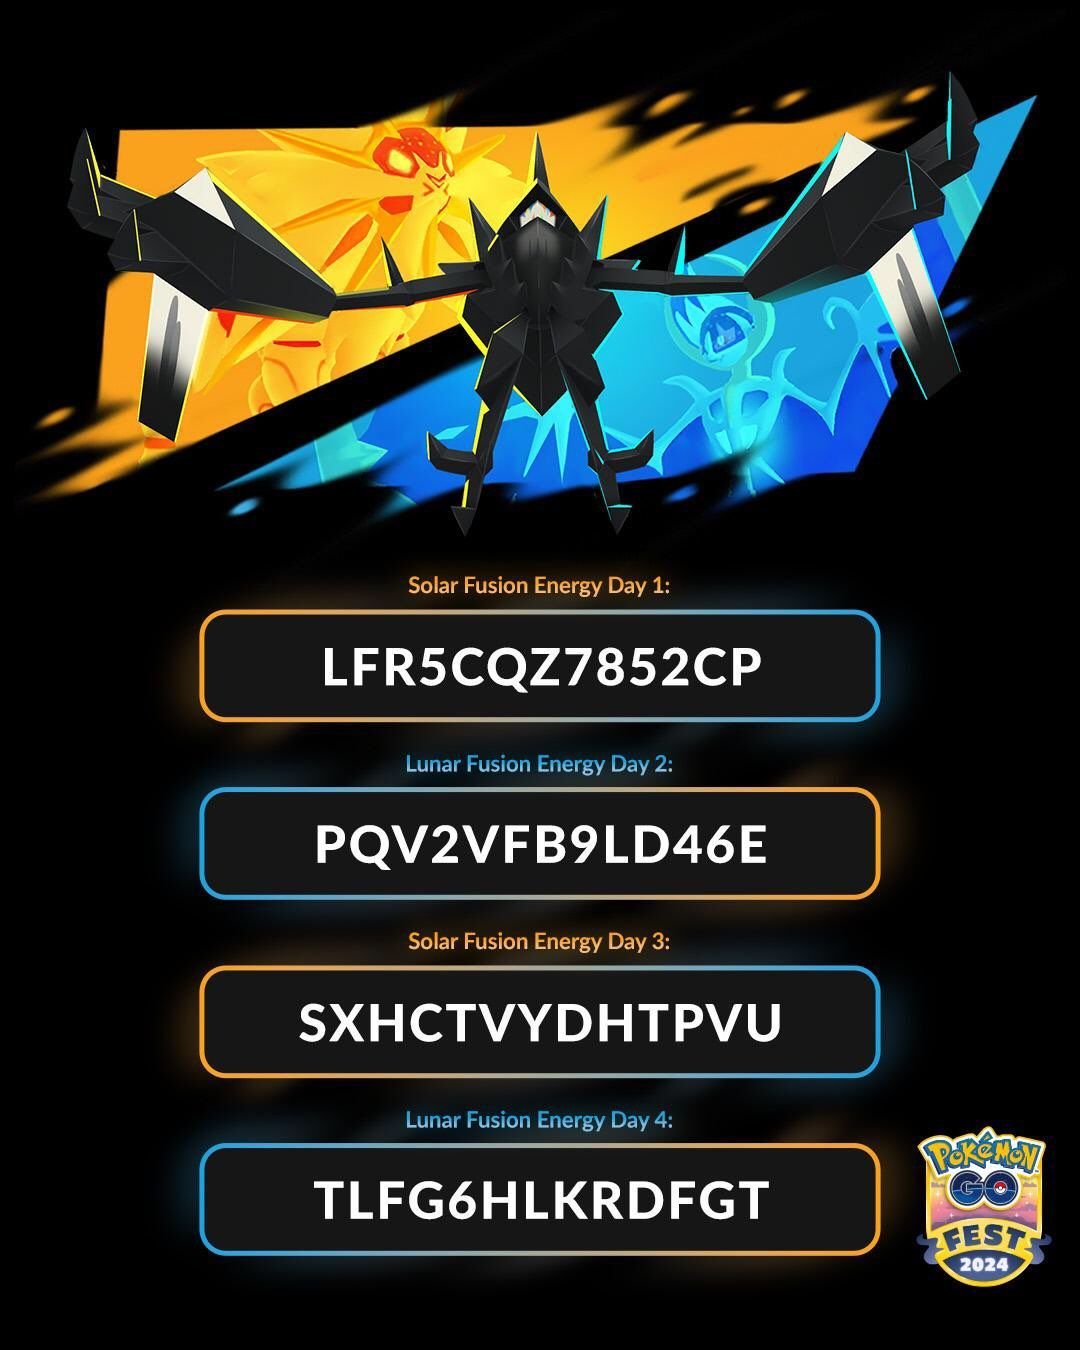 Solar Fusion Energy Day 1:
LFR5CQZ7852CP
Lunar Fusion Energy Day 2:
PQV2VFB9LD46E
Solar Fusion Energy Day 3:
SXHCTVYDHTPVU
Lunar Fusion Energy Day 4:
TLFG6HLKRDFGT
POKéMON
GO
FEST
2024